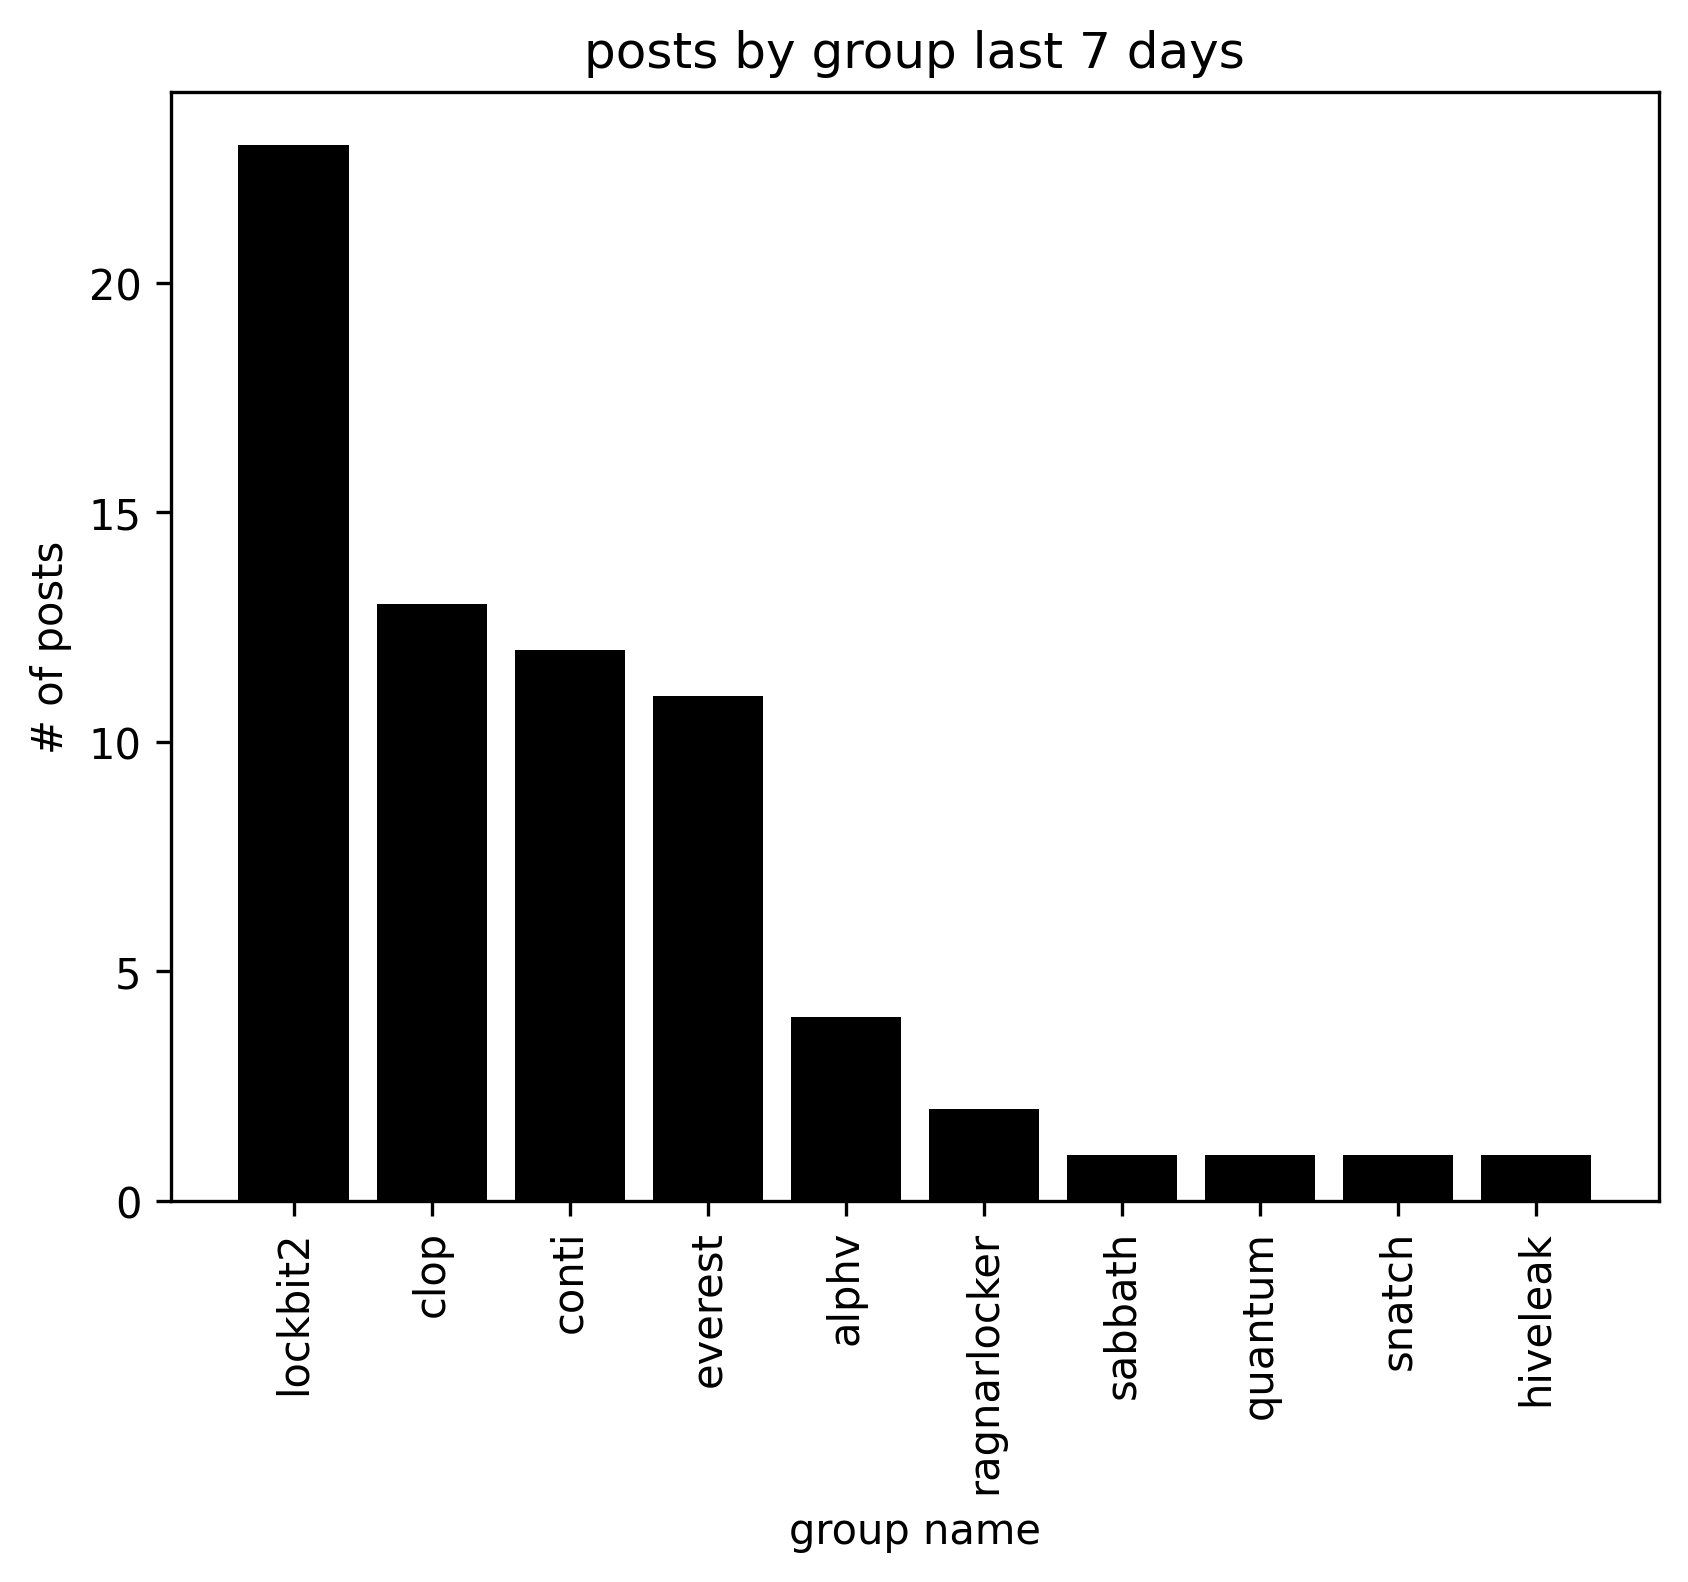 posts by group last 7 days
# of posts
20
15
10
5
0
lockbit2
clop
conti
everest
alphv
ragnarlocker
sabbath
quantum
snatch
hiveleak
group name